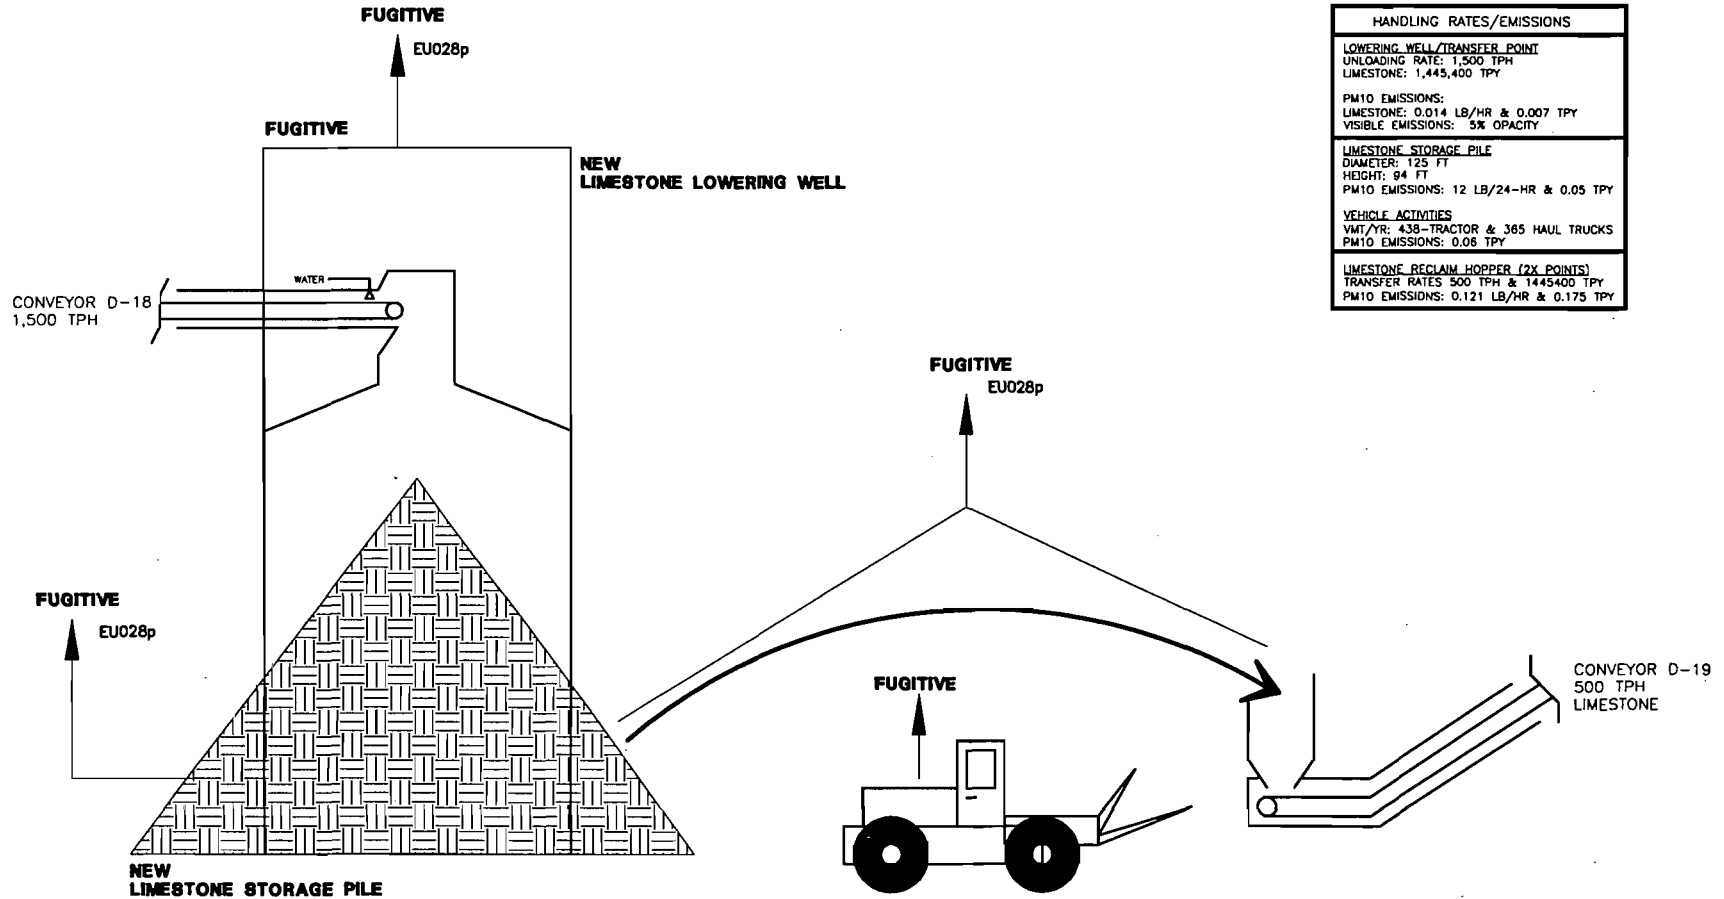 FUGITIVE
EU028p
FUGITIVE
NEW
LIMESTONE LOWERING WELL
WATER
CONVEYOR D-18
1,500 TPH
FUGITIVE
EU028p
FUGITIVE
EU028p
FUGITIVE
CONVEYOR D-19
500 TPH
LIMESTONE
NEW
LIMESTONE STORAGE PILE
HANDLING RATES/EMISSIONS
LOWERING WELL/TRANSFER POINT
UNLOADING RATE: 1,500 TPH
LIMESTONE: 1,445,400 TPY
PM10 EMISSIONS:
LIMESTONE: 0.014 LB/HR & 0.007 TPY
VISIBLE EMISSIONS: 5% OPACITY
LIMESTONE STORAGE PILE
DIAMETER: 125 FT
HEIGHT: 94 FT
PM10 EMISSIONS: 12 LB/24-HR & 0.05 TPY
VEHICLE ACTIVITIES
VMT/YR: 438-TRACTOR & 365 HAUL TRUCKS
PM10 EMISSIONS: 0.06 TPY
LIMESTONE RECLAIM HOPPER (2X POINTS)
TRANSFER RATES 500 TPH & 1445400 TPY
PM10 EMISSIONS: 0.121 LB/HR & 0.175 TPY